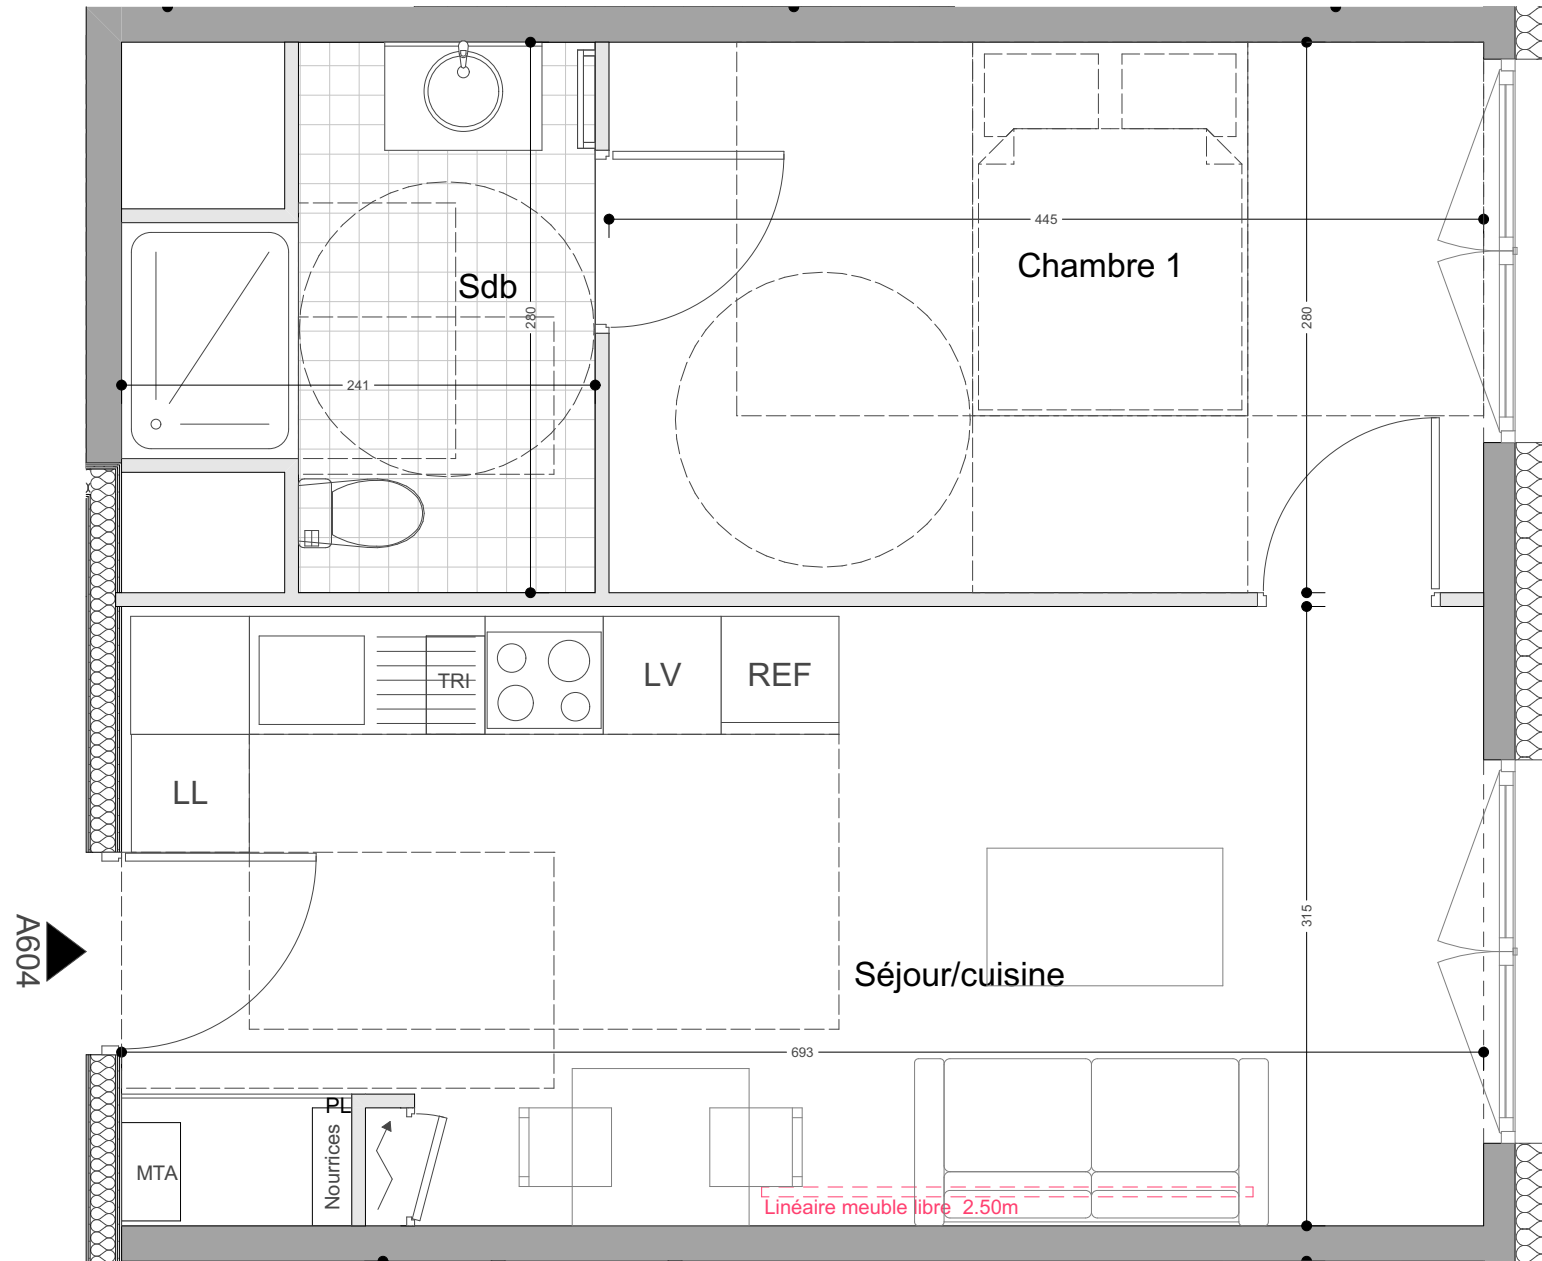 445
Chambre 1
Sdb
280
280
241
TRI
LV
REF
LL
A604
315
Séjour/cuisine
693
PL
Nourrices
MTA
Linéaire meuble libre 2.50m